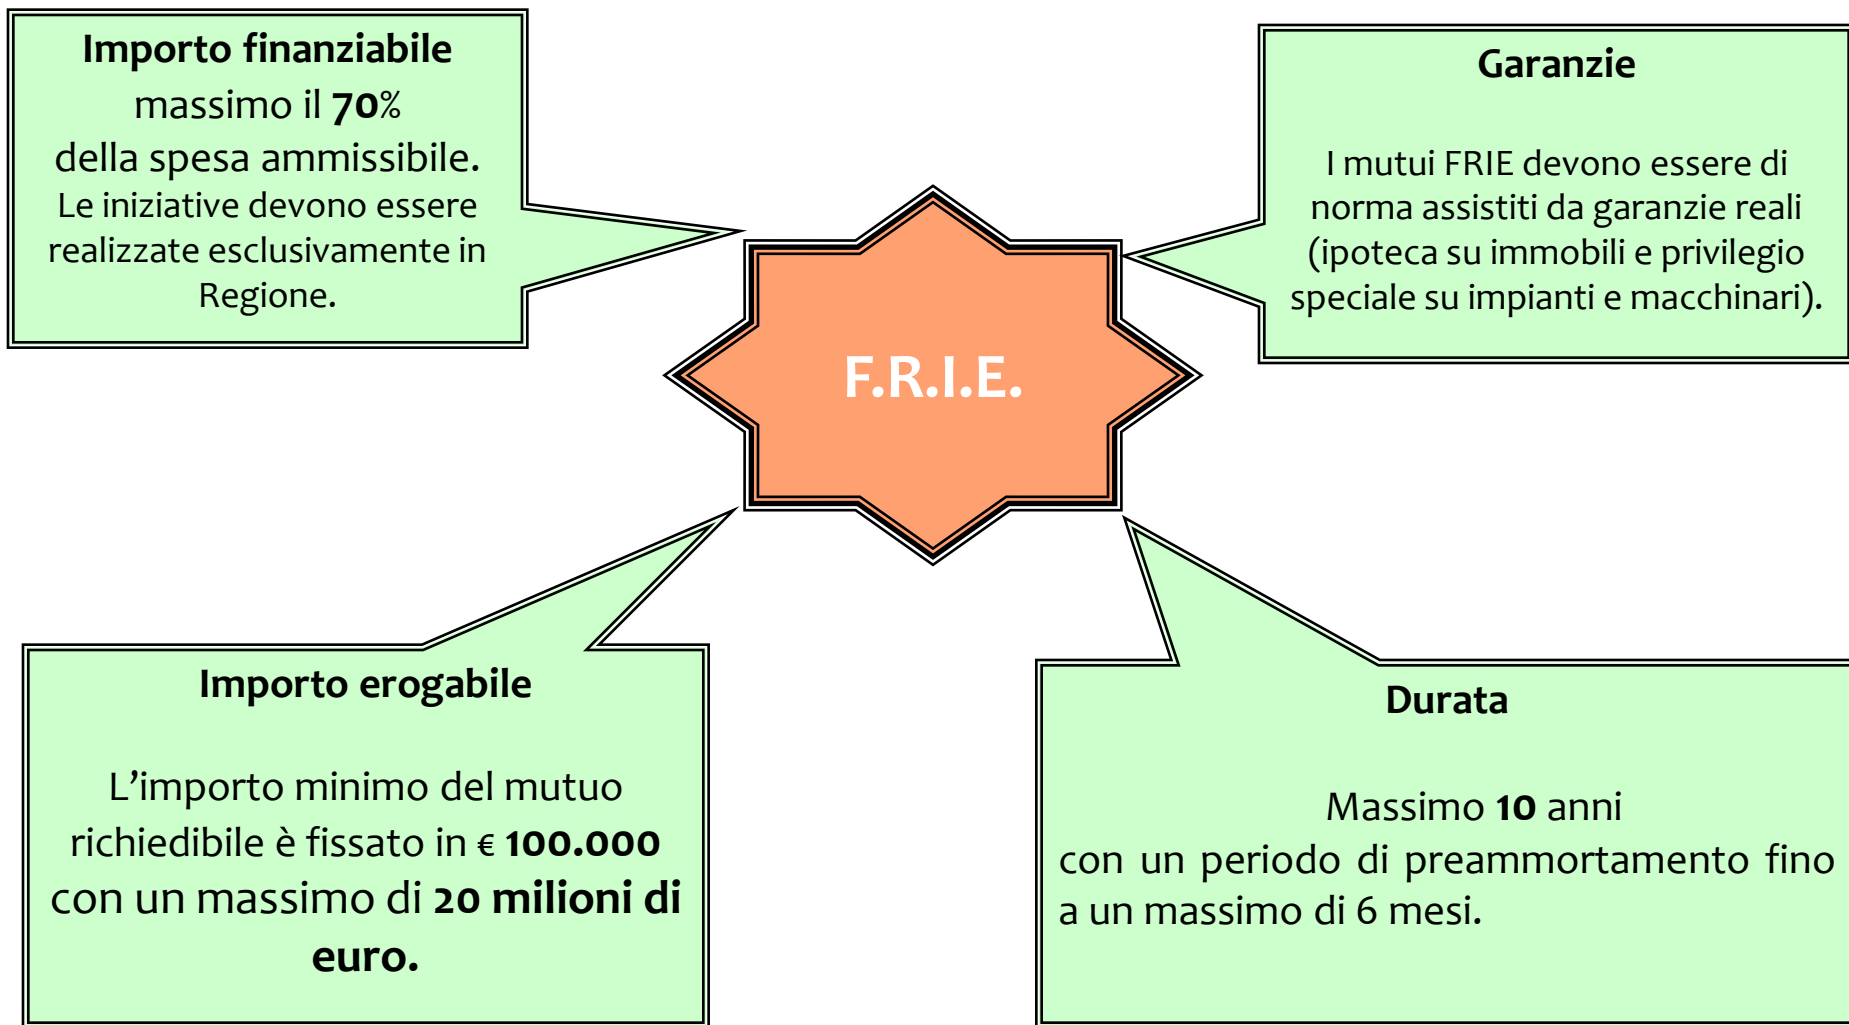 Importo finanziabile
massimo il 70%
della spesa ammissibile.
Le iniziative devono essere
realizzate esclusivamente in
Regione.
Garanzie
I mutui FRIE devono essere di
norma assistiti da garanzie reali
(ipoteca su immobili e privilegio
speciale su impianti e macchinari).
F.R.I.E.
Importo erogabile
L’importo minimo del mutuo
richiedibile è fissato in € 100.000
con un massimo di 20 milioni di
euro.
Durata
Massimo 10 anni
con un periodo di preammortamento fino
a un massimo di 6 mesi.